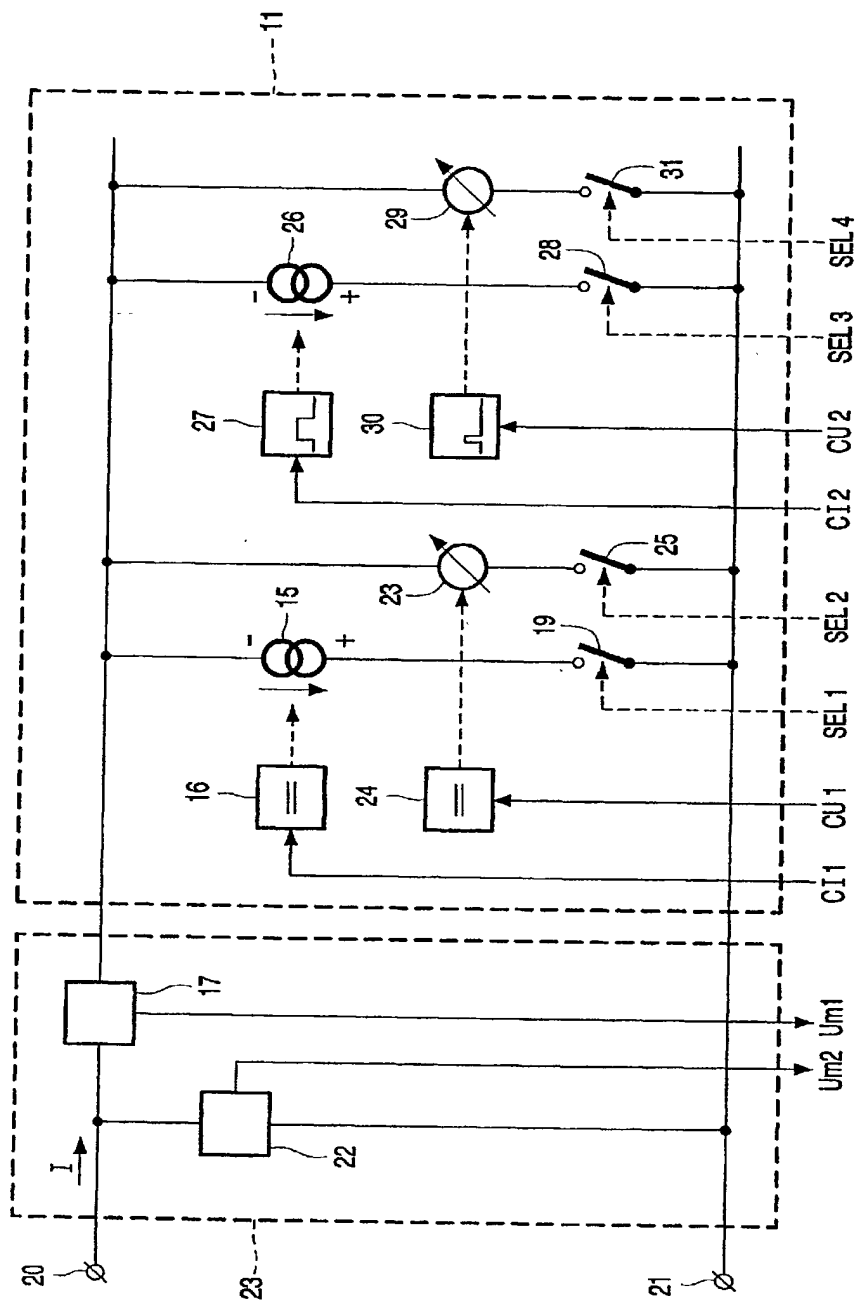 11
29
31
26
28
SEL4
SEL3
27
30
CU2
CI2
15
23
25
19
SEL2
SEL1
16
24
CU1
CI1
-
+
-
+
=
=
17
22
Um1
Um2
I
20
21
23